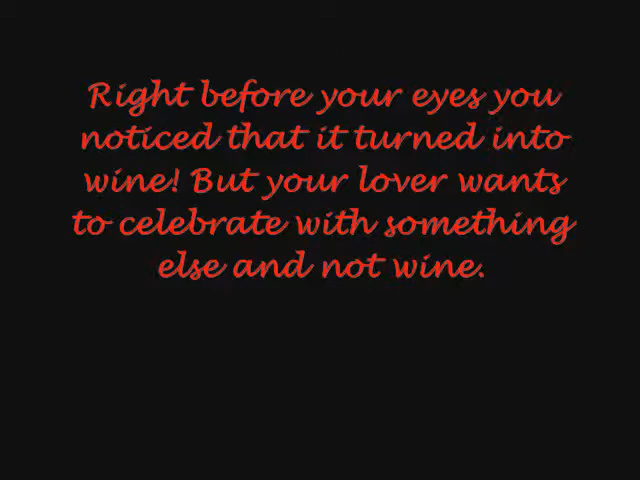 Right before your eyes you
noticed that it turned into
wine! But your lover wants
to celebrate with something
else and not wine.